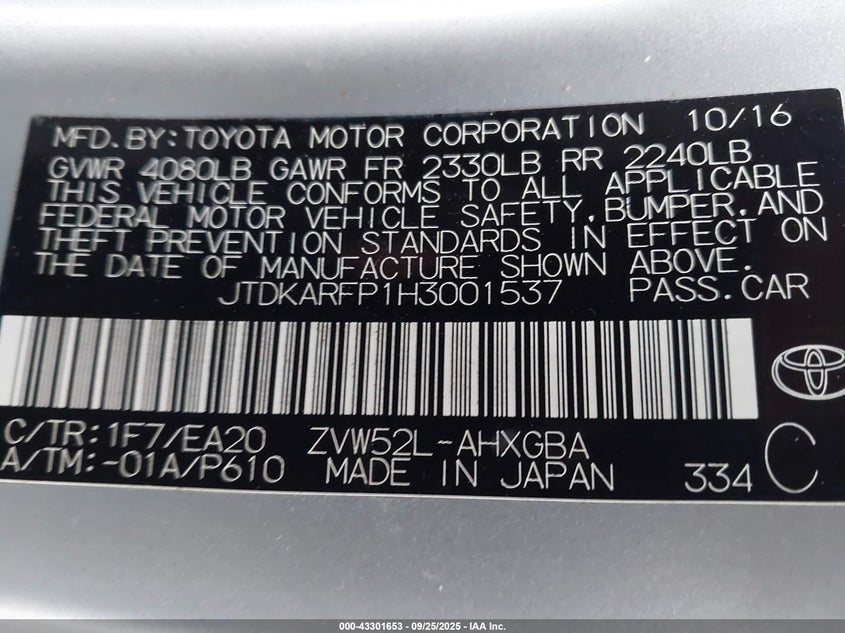 MFD.BY:TOYOTA MOTOR CORPORATION 10/16
GVWR 4080LB GAWR FR 2330LB RR 2240LB
THIS VEHICLE CONFORMS TO ALL APPLICABLE
FEDERAL MOTOR VEHICLE SAFETY,BUMPER,AND
THEFT PREVENTION STANDARDS IN EFFECT ON
THE DATE OF MANUFACTURE SHOWN ABOVE.
JTDKARFP1H3001537 PASS.CAR
C/TR:1F7/EA20 ZVW52L-AHXGBA
A/TM:-01A/P610 MADE IN JAPAN 334 C
000-43301653 - 09/25/2025 - IAA Inc.